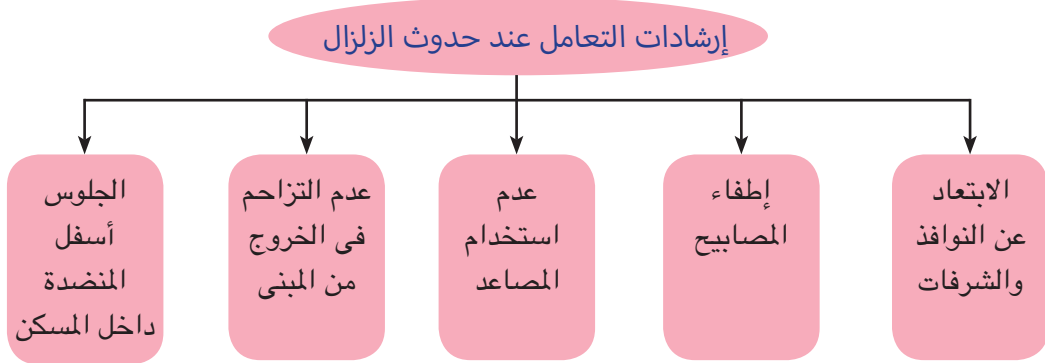 إرشادات التعامل عند حدوث الزلزال
الابتعاد
عن النوافذ
والشرفات
إطفاء
المصابيح
عدم
استخدام
المصاعد
عدم التزاحم
فى الخروج
من المبنى
الجلوس
أسفل
المنضدة
داخل المسكن